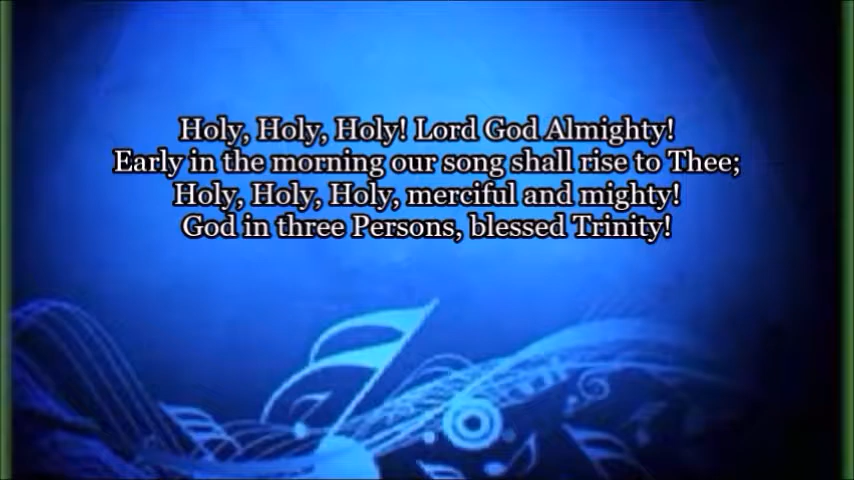 Holy, Holy, Holy! Lord God Almighty!
Early in the morning our song shall rise to Thee;
Holy, Holy, Holy, merciful and mighty!
God in three Persons, blessed Trinity!